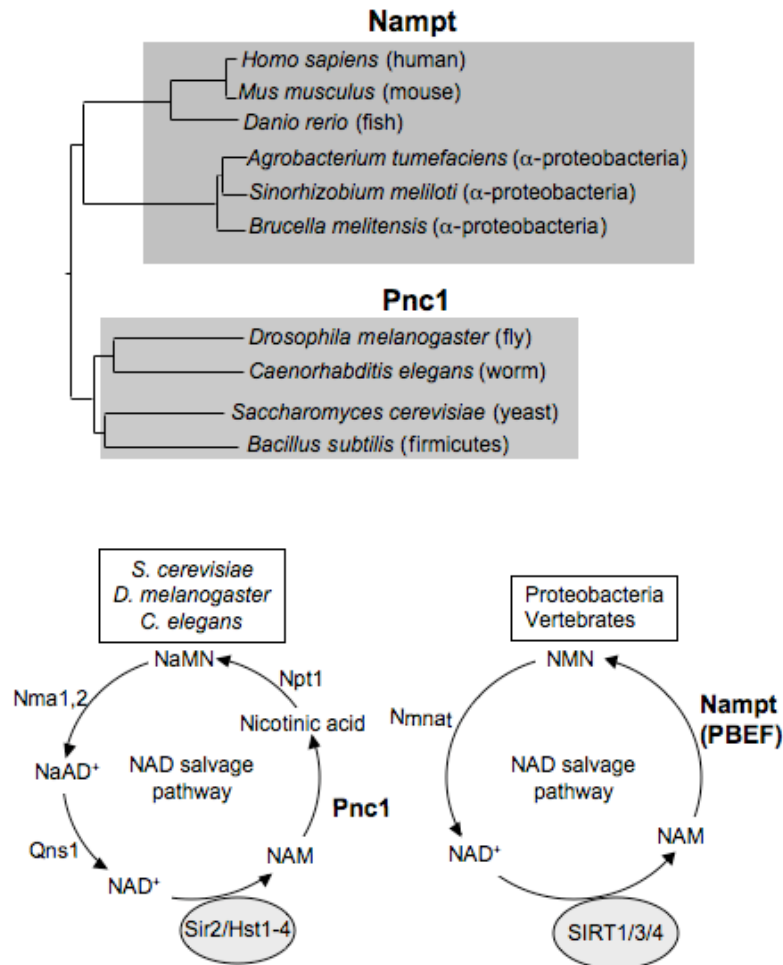 Nampt
Homo sapiens (human)
Mus musculus (mouse)
Danio rerio (fish)
Agrobacterium tumefaciens (α-proteobacteria)
Sinorhizobium meliloti (α-proteobacteria)
Brucella melitensis (α-proteobacteria)
Pnc1
Drosophila melanogaster (fly)
Caenorhabditis elegans (worm)
Saccharomyces cerevisiae (yeast)
Bacillus subtilis (firmicutes)
S. cerevisiae
D. melanogaster
C. elegans
NaMN
Npt1
Nma1,2
Nicotinic acid
NaAD⁺
NAD salvage
pathway
Pnc1
Qns1
NAM
NAD⁺
Sir2/Hst1-4
Proteobacteria
Vertebrates
NMN
Nmnat
Nampt
(PBEF)
NAD salvage
pathway
NAM
NAD⁺
SIRT1/3/4